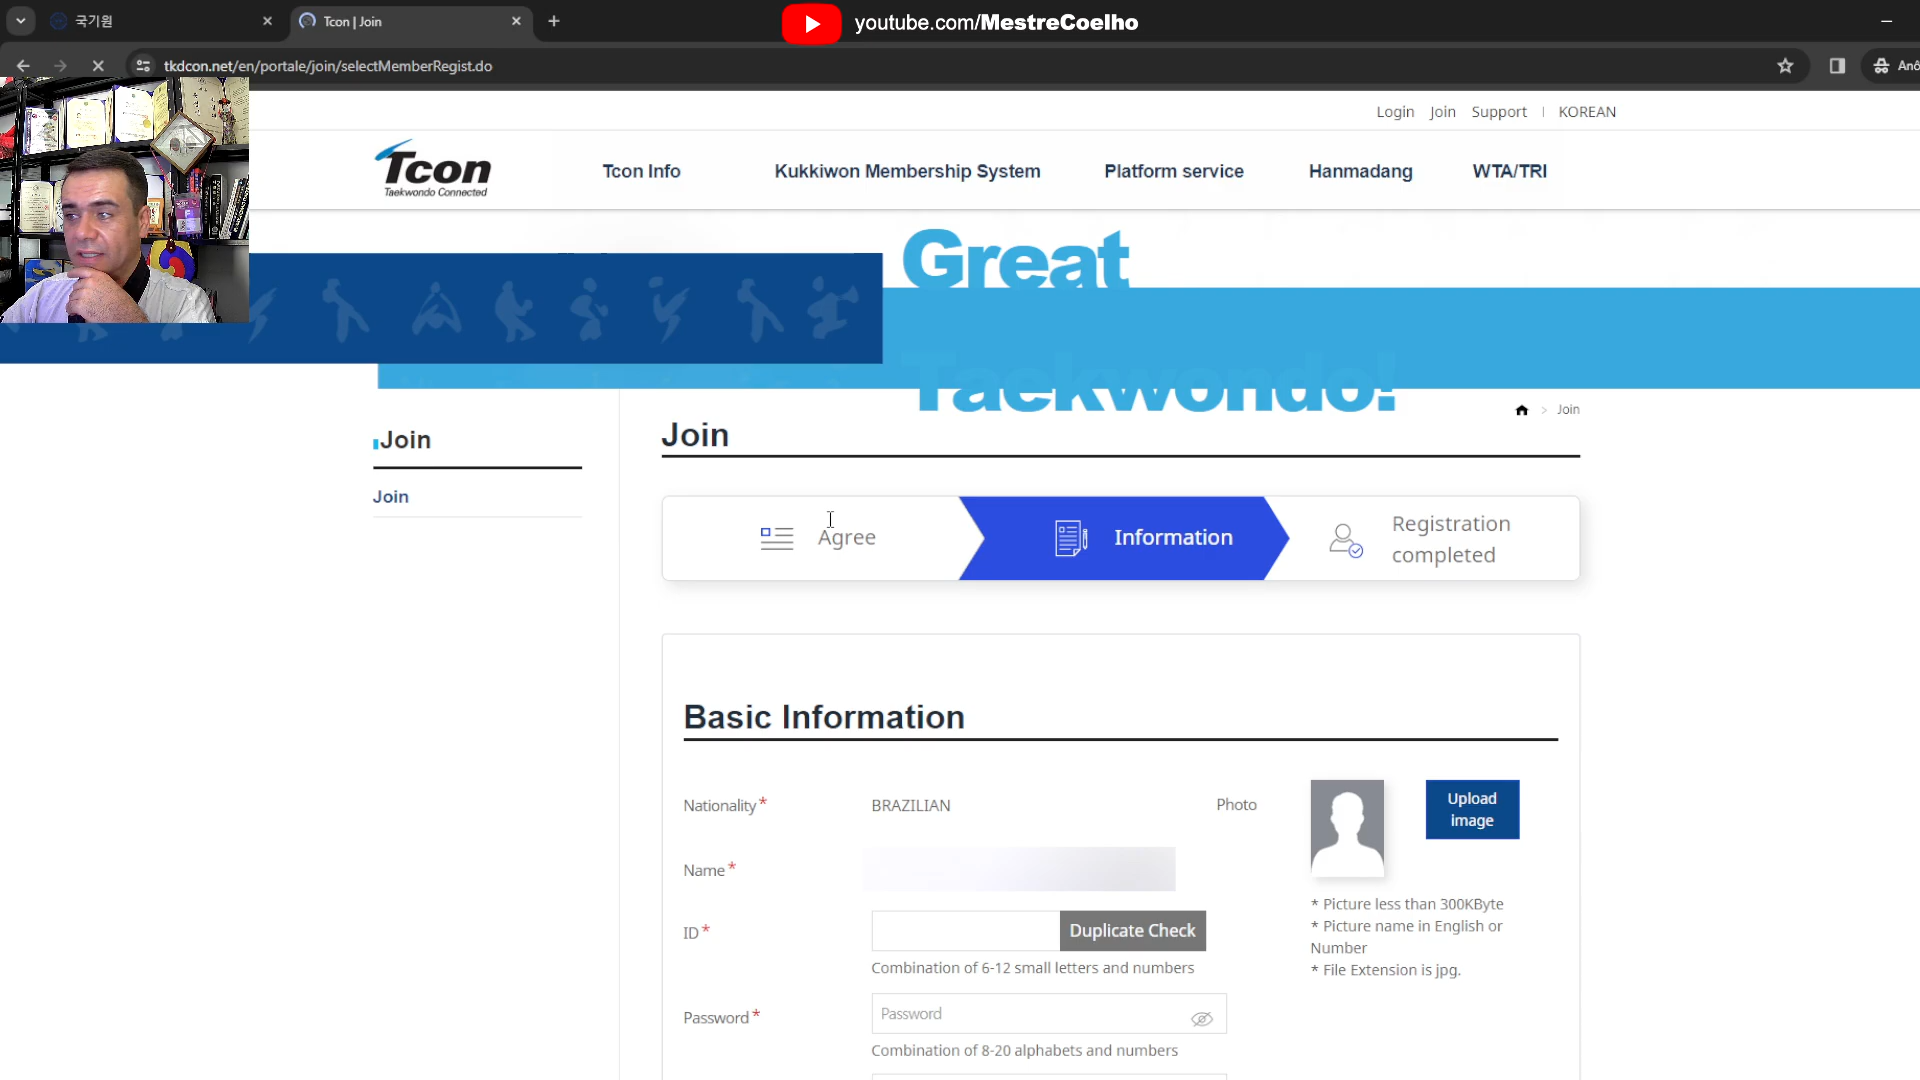 국기원
Tcon | Join
youtube.com/MestreCoelho
tkdcon.net/en/portale/join/selectMemberRegist.do
Anô
Login Join Support | KOREAN
Tcon
Taekwondo Connected
Tcon Info
Kukkiwon Membership System
Platform service
Hanmadang
WTA/TRI
Great
Taekwondo!
> Join
Join
Join
Join
Agree
Information
Registration
completed
Basic Information
Nationality*
BRAZILIAN
Photo
Upload
image
Name*
* Picture less than 300KByte
* Picture name in English or
Number
* File Extension is jpg.
ID*
Duplicate Check
Combination of 6-12 small letters and numbers
Password*
Password
Combination of 8-20 alphabets and numbers